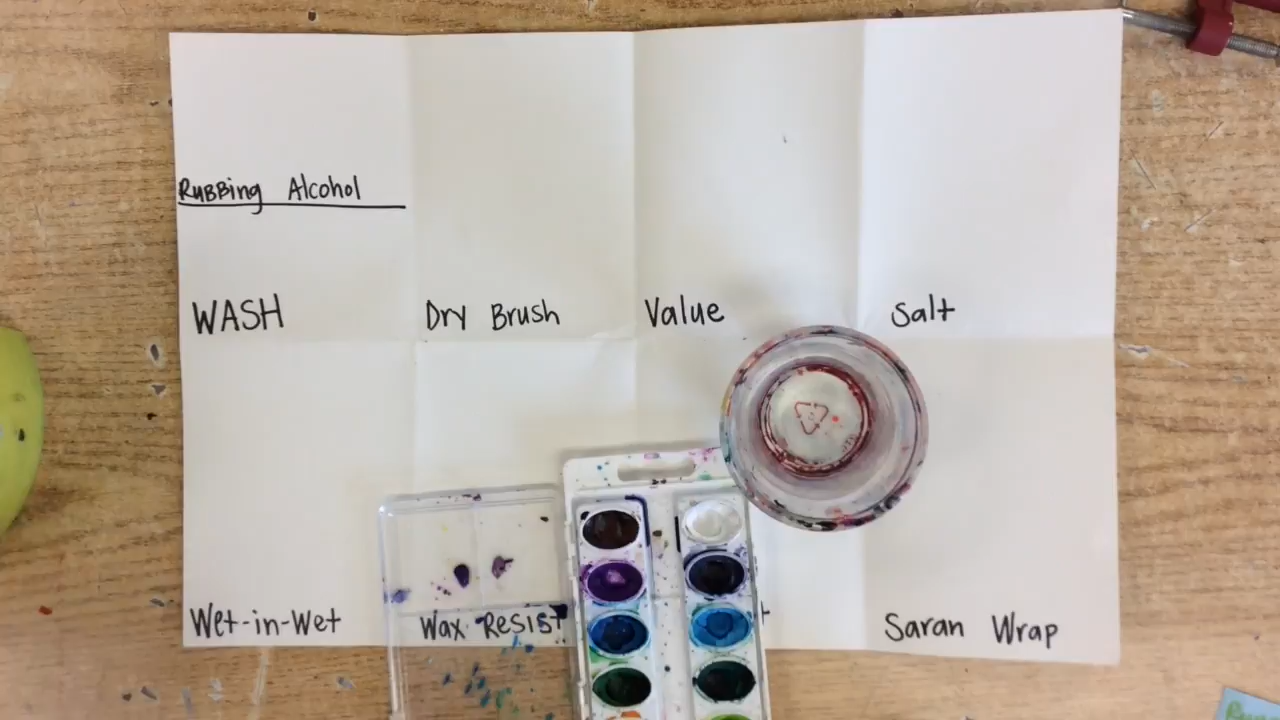 RuBBing Alcohol
WASH
Dry Brush
Value
Salt
Wet-in-Wet
Wax Resist
Saran Wrap